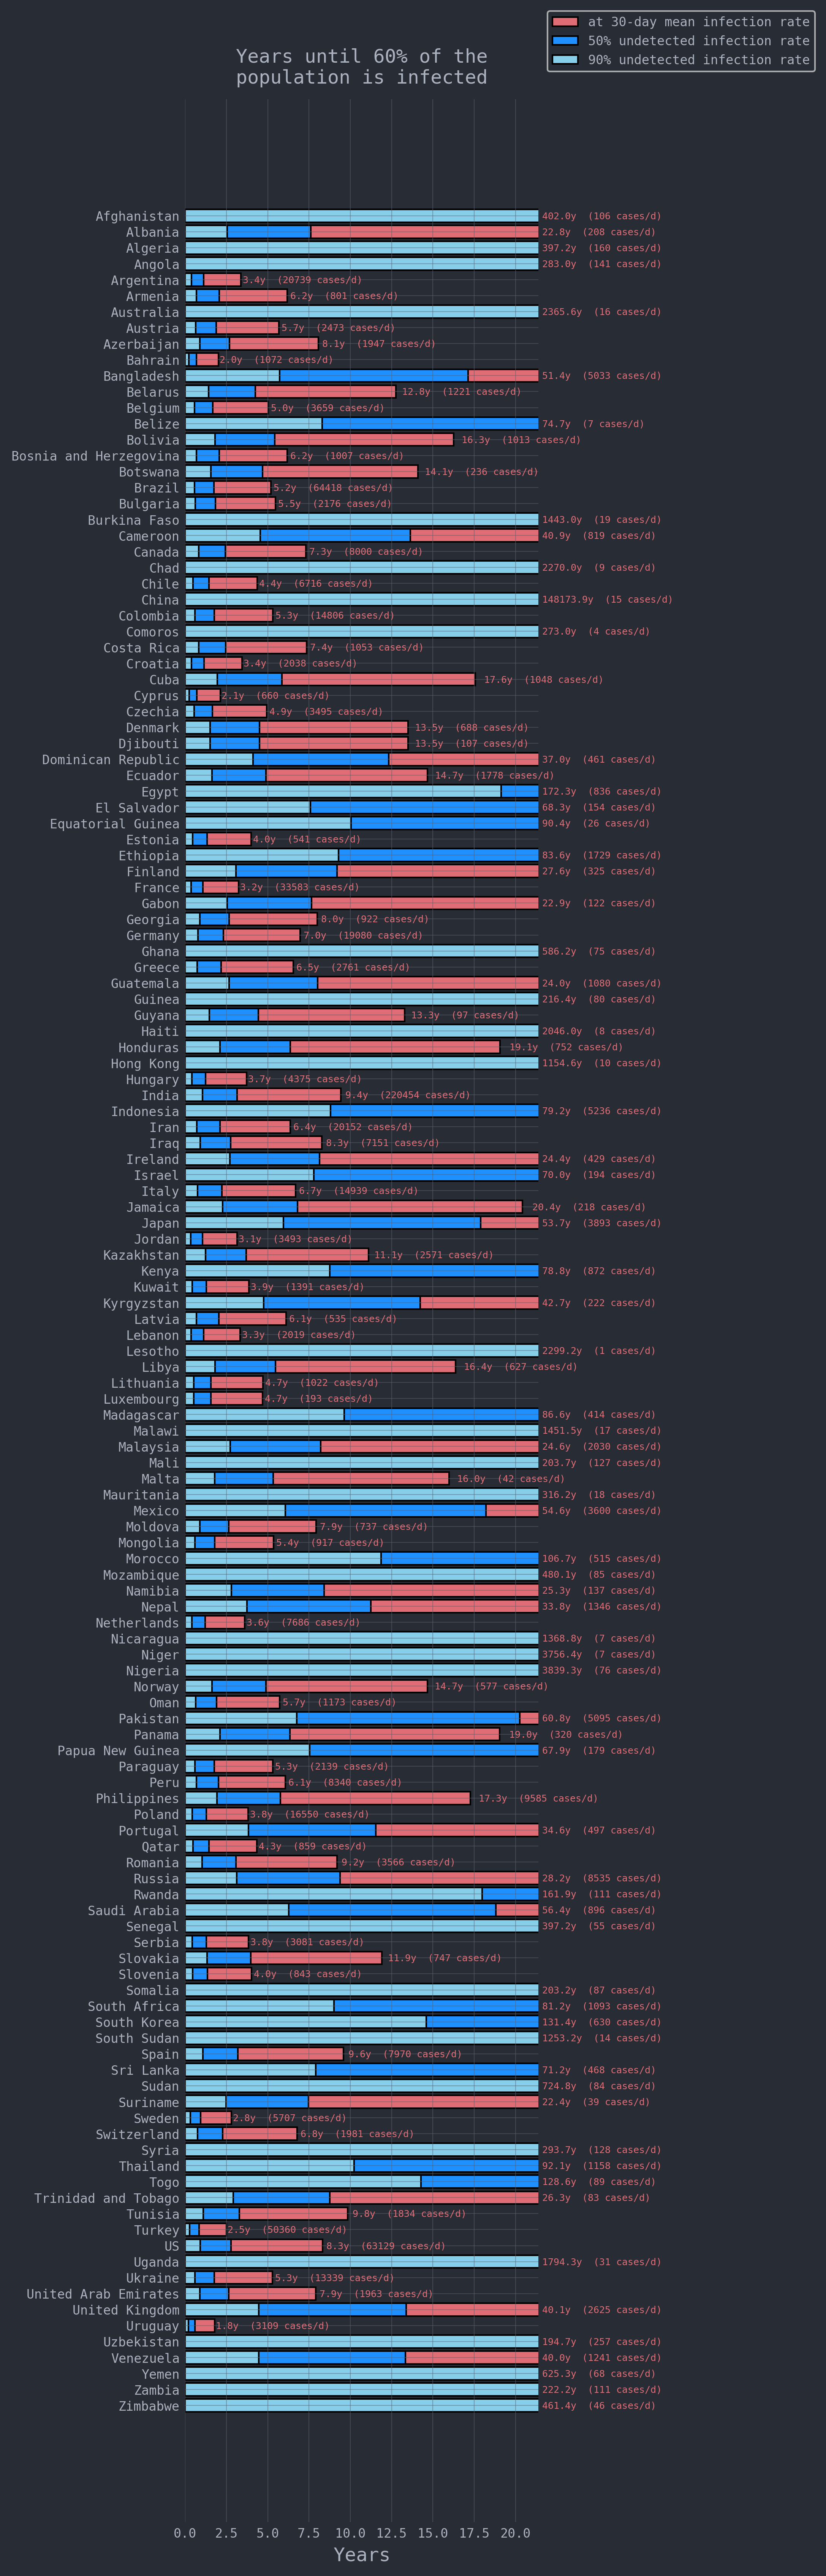 at 30-day mean infection rate
50% undetected infection rate
90% undetected infection rate
Years until 60% of the
population is infected
Afghanistan 402.0y (106 cases/d)
Albania 22.8y (208 cases/d)
Algeria 397.2y (160 cases/d)
Angola 283.0y (141 cases/d)
Argentina 3.4y (20739 cases/d)
Armenia 6.2y (801 cases/d)
Australia 2365.6y (16 cases/d)
Austria 5.7y (2473 cases/d)
Azerbaijan 8.1y (1947 cases/d)
Bahrain 2.0y (1072 cases/d)
Bangladesh 51.4y (5033 cases/d)
Belarus 12.8y (1221 cases/d)
Belgium 5.0y (3659 cases/d)
Belize 74.7y (7 cases/d)
Bolivia 16.3y (1013 cases/d)
Bosnia and Herzegovina 6.2y (1007 cases/d)
Botswana 14.1y (236 cases/d)
Brazil 5.2y (64418 cases/d)
Bulgaria 5.5y (2176 cases/d)
Burkina Faso 1443.0y (19 cases/d)
Cameroon 40.9y (819 cases/d)
Canada 7.3y (8000 cases/d)
Chad 2270.0y (9 cases/d)
Chile 4.4y (6716 cases/d)
China 148173.9y (15 cases/d)
Colombia 5.3y (14806 cases/d)
Comoros 273.0y (4 cases/d)
Costa Rica 7.4y (1053 cases/d)
Croatia 3.4y (2038 cases/d)
Cuba 17.6y (1048 cases/d)
Cyprus 2.1y (660 cases/d)
Czechia 4.9y (3495 cases/d)
Denmark 13.5y (688 cases/d)
Djibouti 13.5y (107 cases/d)
Dominican Republic 37.0y (461 cases/d)
Ecuador 14.7y (1778 cases/d)
Egypt 172.3y (836 cases/d)
El Salvador 68.3y (154 cases/d)
Equatorial Guinea 90.4y (26 cases/d)
Estonia 4.0y (541 cases/d)
Ethiopia 83.6y (1729 cases/d)
Finland 27.6y (325 cases/d)
France 3.2y (33583 cases/d)
Gabon 22.9y (122 cases/d)
Georgia 8.0y (922 cases/d)
Germany 7.0y (19080 cases/d)
Ghana 586.2y (75 cases/d)
Greece 6.5y (2761 cases/d)
Guatemala 24.0y (1080 cases/d)
Guinea 216.4y (80 cases/d)
Guyana 13.3y (97 cases/d)
Haiti 2046.0y (8 cases/d)
Honduras 19.1y (752 cases/d)
Hong Kong 1154.6y (10 cases/d)
Hungary 3.7y (4375 cases/d)
India 9.4y (220454 cases/d)
Indonesia 79.2y (5236 cases/d)
Iran 6.4y (20152 cases/d)
Iraq 8.3y (7151 cases/d)
Ireland 24.4y (429 cases/d)
Israel 70.0y (194 cases/d)
Italy 6.7y (14939 cases/d)
Jamaica 20.4y (218 cases/d)
Japan 53.7y (3893 cases/d)
Jordan 3.1y (3493 cases/d)
Kazakhstan 11.1y (2571 cases/d)
Kenya 78.8y (872 cases/d)
Kuwait 3.9y (1391 cases/d)
Kyrgyzstan 42.7y (222 cases/d)
Latvia 6.1y (535 cases/d)
Lebanon 3.3y (2019 cases/d)
Lesotho 2299.2y (1 cases/d)
Libya 16.4y (627 cases/d)
Lithuania 4.7y (1022 cases/d)
Luxembourg 4.7y (193 cases/d)
Madagascar 86.6y (414 cases/d)
Malawi 1451.5y (17 cases/d)
Malaysia 24.6y (2030 cases/d)
Mali 203.7y (127 cases/d)
Malta 16.0y (42 cases/d)
Mauritania 316.2y (18 cases/d)
Mexico 54.6y (3600 cases/d)
Moldova 7.9y (737 cases/d)
Mongolia 5.4y (917 cases/d)
Morocco 106.7y (515 cases/d)
Mozambique 480.1y (85 cases/d)
Namibia 25.3y (137 cases/d)
Nepal 33.8y (1346 cases/d)
Netherlands 3.6y (7686 cases/d)
Nicaragua 1368.8y (7 cases/d)
Niger 3756.4y (7 cases/d)
Nigeria 3839.3y (76 cases/d)
Norway 14.7y (577 cases/d)
Oman 5.7y (1173 cases/d)
Pakistan 60.8y (5095 cases/d)
Panama 19.0y (320 cases/d)
Papua New Guinea 67.9y (179 cases/d)
Paraguay 5.3y (2139 cases/d)
Peru 6.1y (8340 cases/d)
Philippines 17.3y (9585 cases/d)
Poland 3.8y (16550 cases/d)
Portugal 34.6y (497 cases/d)
Qatar 4.3y (859 cases/d)
Romania 9.2y (3566 cases/d)
Russia 28.2y (8535 cases/d)
Rwanda 161.9y (111 cases/d)
Saudi Arabia 56.4y (896 cases/d)
Senegal 397.2y (55 cases/d)
Serbia 3.8y (3081 cases/d)
Slovakia 11.9y (747 cases/d)
Slovenia 4.0y (843 cases/d)
Somalia 203.2y (87 cases/d)
South Africa 81.2y (1093 cases/d)
South Korea 131.4y (630 cases/d)
South Sudan 1253.2y (14 cases/d)
Spain 9.6y (7970 cases/d)
Sri Lanka 71.2y (468 cases/d)
Sudan 724.8y (84 cases/d)
Suriname 22.4y (39 cases/d)
Sweden 2.8y (5707 cases/d)
Switzerland 6.8y (1981 cases/d)
Syria 293.7y (128 cases/d)
Thailand 92.1y (1158 cases/d)
Togo 128.6y (89 cases/d)
Trinidad and Tobago 26.3y (83 cases/d)
Tunisia 9.8y (1834 cases/d)
Turkey 2.5y (50360 cases/d)
US 8.3y (63129 cases/d)
Uganda 1794.3y (31 cases/d)
Ukraine 5.3y (13339 cases/d)
United Arab Emirates 7.9y (1963 cases/d)
United Kingdom 40.1y (2625 cases/d)
Uruguay 1.8y (3109 cases/d)
Uzbekistan 194.7y (257 cases/d)
Venezuela 40.0y (1241 cases/d)
Yemen 625.3y (68 cases/d)
Zambia 222.2y (111 cases/d)
Zimbabwe 461.4y (46 cases/d)
0.0 2.5 5.0 7.5 10.0 12.5 15.0 17.5 20.0
Years